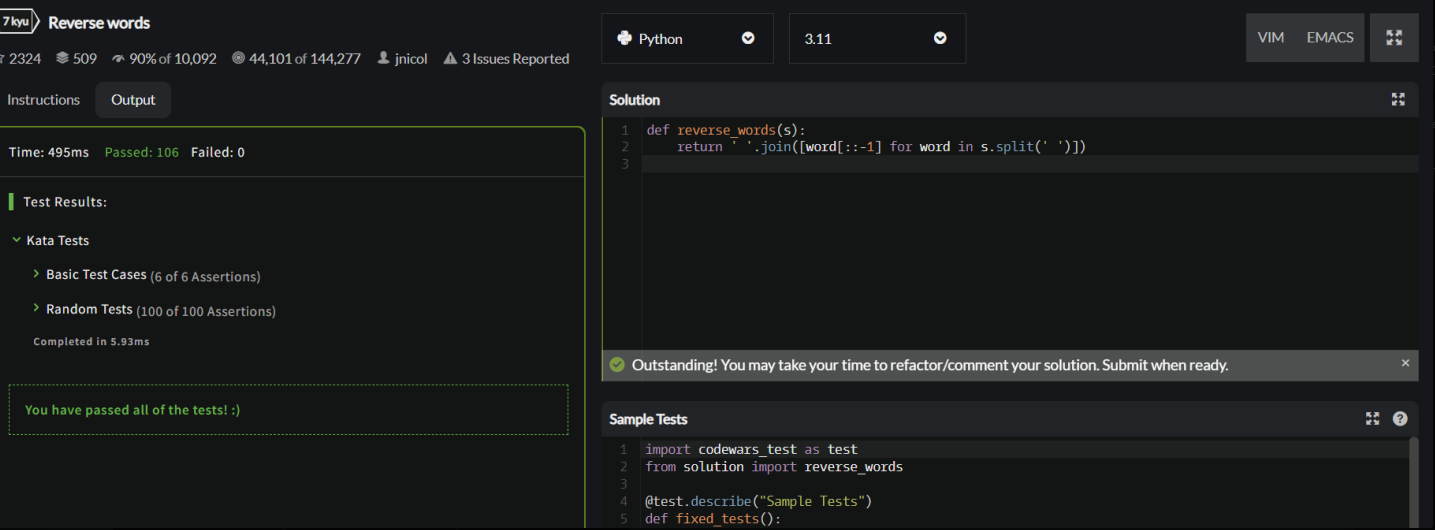 7 kyu Reverse words
2324 509 90% of 10,092 44,101 of 144,277 jnicol 3 Issues Reported
Instructions Output
Time: 495ms Passed: 106 Failed: 0
Test Results:
Kata Tests
Basic Test Cases (6 of 6 Assertions)
Random Tests (100 of 100 Assertions)
Completed in 5.93ms
You have passed all of the tests! :)
Python 3.11 VIM EMACS
Solution
1 def reverse_words(s):
2     return ' '.join([word[::-1] for word in s.split(' ')])
3
Outstanding! You may take your time to refactor/comment your solution. Submit when ready. ×
Sample Tests ?
1 import codewars_test as test
2 from solution import reverse_words
3
4 @test.describe("Sample Tests")
5 def fixed_tests():